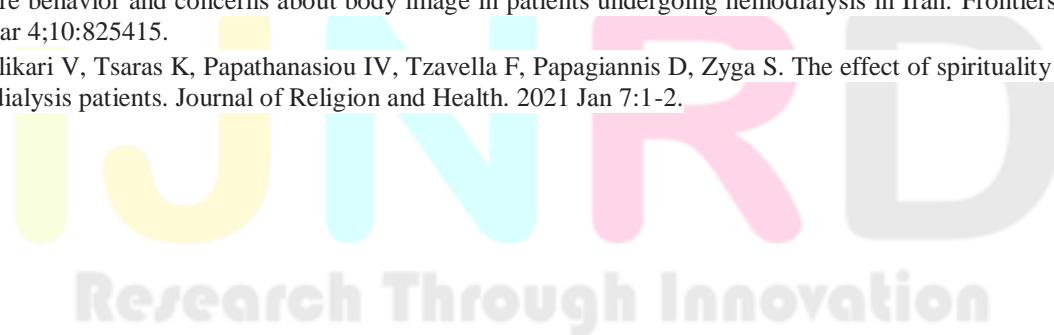 re behavior and concerns about body image in patients undergoing hemodialysis in Iran. Frontiers
ar 4;10:825415.
likari V, Tsaras K, Papathanasiou IV, Tzavella F, Papagiannis D, Zyga S. The effect of spirituality
dialysis patients. Journal of Religion and Health. 2021 Jan 7:1-2.
IJNRD
Research Through Innovation